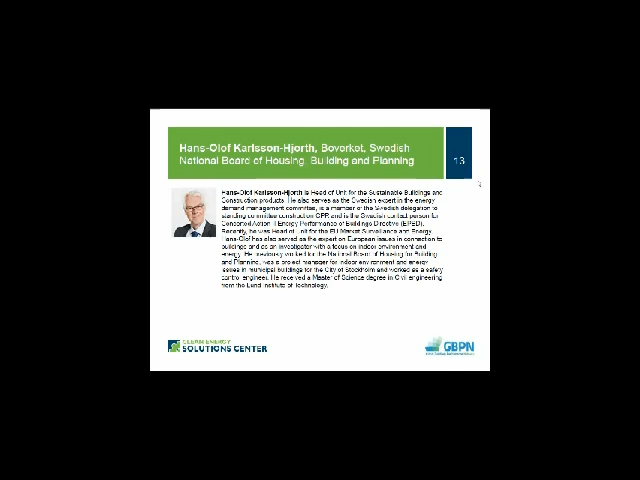 Hans-Olof Karlsson-Hjorth, Boverket, Swedish
National Board of Housing, Building and Planning
13
Hans-Olof Karlsson-Hjorth is Head of Unit for the Sustainable Buildings and
Construction products. He also serves as the Swedish expert in the energy
demand management committee, is a member of the Swedish delegation to
standing committee construction CPR and is the Swedish contact person for
Concerted Action II Energy Performance of Buildings Directive (EPBD).
Recently, he was Head of Unit for the EU Market Surveillance and Energy.
Hans-Olof has also served as the expert on European issues in connection to
buildings and as an investigator with a focus on indoor environment and
energy. He previously worked for the National Board of Housing for Building
and Planning, was a project manager for indoor environment and energy
issues in municipal buildings for the City of Stockholm and worked as a safety
control engineer. He received a Master of Science degree in Civil engineering
from the Lund Institute of Technology.
CLEAN ENERGY
SOLUTIONS CENTER
GBPN